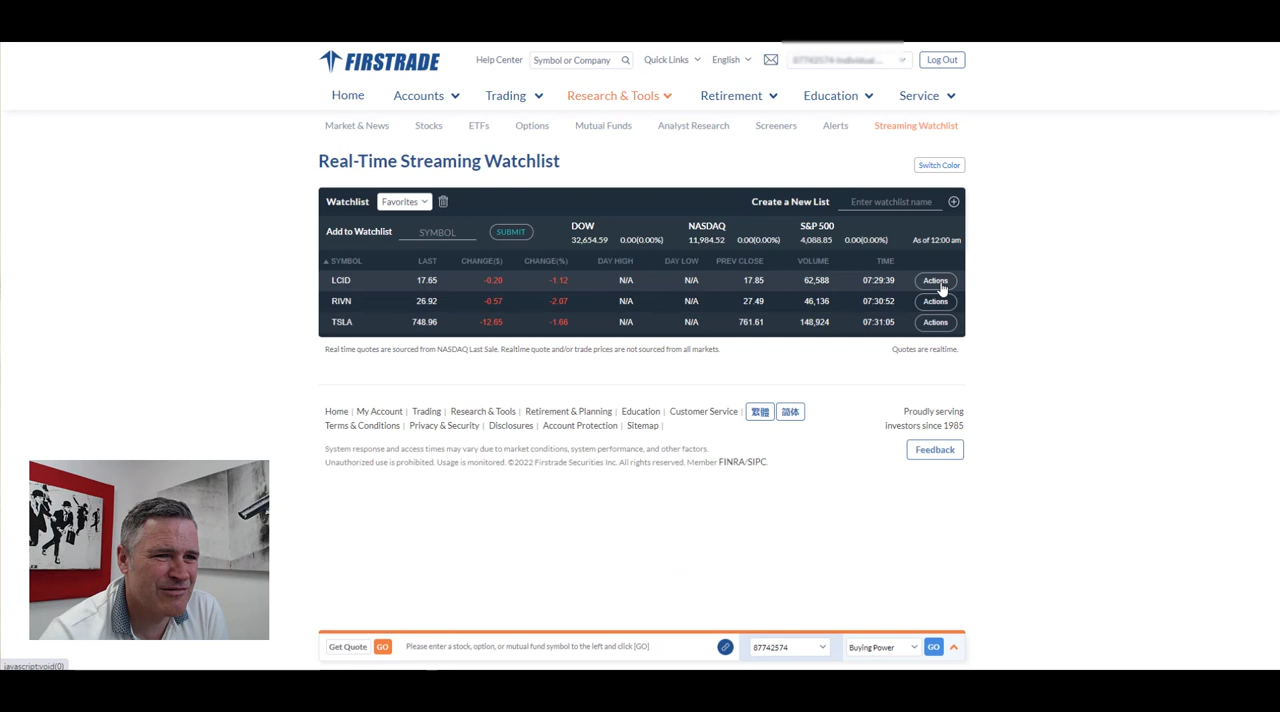 FIRSTRADE
Help Center Symbol or Company Quick Links English Log Out
Home Accounts Trading Research & Tools Retirement Education Service
Market & News Stocks ETFs Options Mutual Funds Analyst Research Screeners Alerts Streaming Watchlist
Real-Time Streaming Watchlist Switch Color
Watchlist Favorites Create a New List Enter watchlist name
DOW NASDAQ S&P 500
Add to Watchlist SYMBOL SUBMIT
32,654.59 0.00(0.00%) 11,984.52 0.00(0.00%) 4,088.85 0.00(0.00%) As of 12:00 am
SYMBOL LAST CHANGE($) CHANGE(%) DAY HIGH DAY LOW PREV CLOSE VOLUME TIME
LCID 17.65 -0.20 -1.12 N/A N/A 17.85 62,588 07:29:39 Actions
RIVN 26.92 -0.57 -2.07 N/A N/A 27.49 46,136 07:30:52 Actions
TSLA 748.96 -12.65 -1.66 N/A N/A 761.61 148,924 07:31:05 Actions
Real time quotes are sourced from NASDAQ Last Sale. Realtime quote and/or trade prices are not sourced from all markets. Quotes are realtime.
Home | My Account | Trading | Research & Tools | Retirement & Planning | Education | Customer Service | 繁體 简体 Proudly serving
Terms & Conditions | Privacy & Security | Disclosures | Account Protection | Sitemap | investors since 1985
System response and access times may vary due to market conditions, system performance, and other factors.
Unauthorized use is prohibited. Usage is monitored. ©2022 Firstrade Securities Inc. All rights reserved. Member FINRA/SIPC.
Feedback
Get Quote GO Please enter a stock, option, or mutual fund symbol to the left and click [GO] 87742574 Buying Power GO
javascript:void(0)